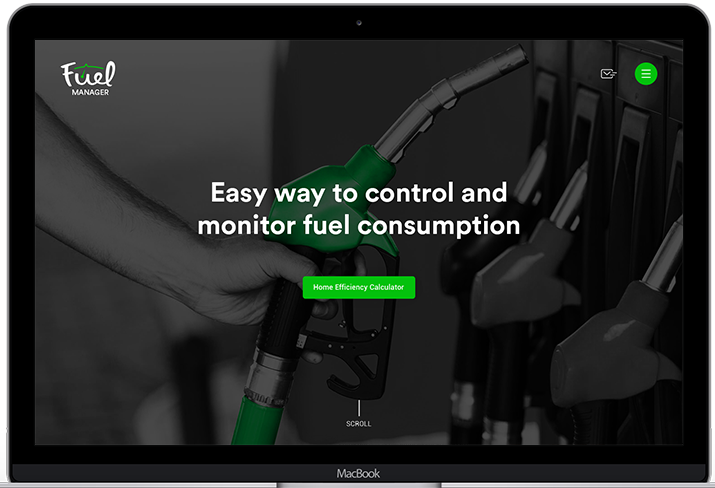 Fuel
MANAGER
Easy way to control and
monitor fuel consumption
Home Efficiency Calculator
SCROLL
MacBook